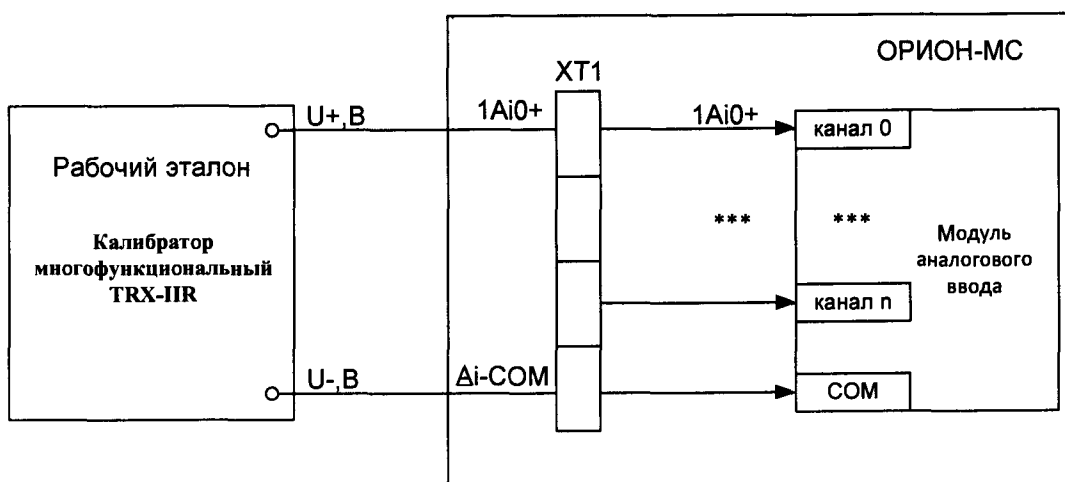 ОРИОН-МС
XT1
U+,В
1Ai0+
1Ai0+
канал 0
Рабочий эталон
Калибратор
многофункциональный
TRX-IIR
***
***
Модуль
аналогового
ввода
канал n
U-,В
Ai-COM
COM